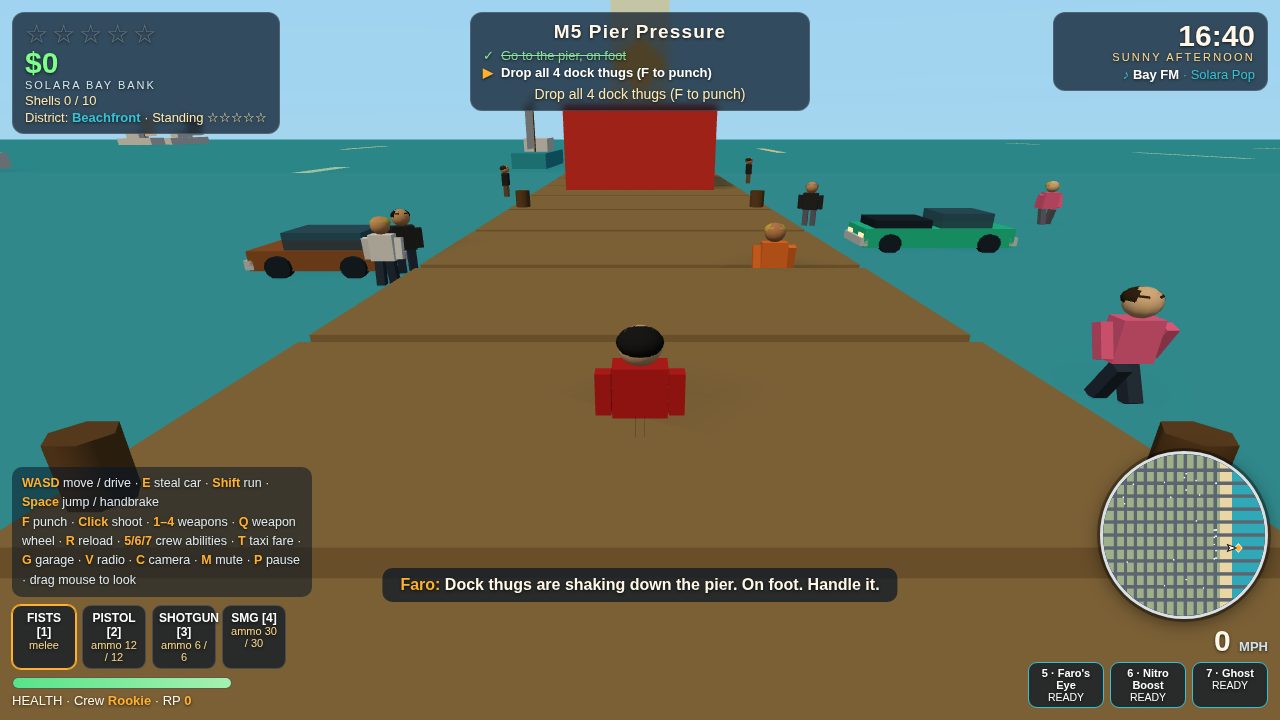 ☆☆☆☆☆
$0
SOLARA BAY BANK
Shells 0 / 10
District: Beachfront · Standing ☆☆☆☆☆
M5 Pier Pressure
✓ Go to the pier, on foot
▶ Drop all 4 dock thugs (F to punch)
Drop all 4 dock thugs (F to punch)
16:40
SUNNY AFTERNOON
♪ Bay FM · Solara Pop
WASD move / drive · E steal car · Shift run ·
Space jump / handbrake
F punch · Click shoot · 1–4 weapons · Q weapon
wheel · R reload · 5/6/7 crew abilities · T taxi fare ·
G garage · V radio · C camera · M mute · P pause
· drag mouse to look
Faro: Dock thugs are shaking down the pier. On foot. Handle it.
FISTS
[1]
melee
PISTOL
[2]
ammo 12
/ 12
SHOTGUN
[3]
ammo 6 /
6
SMG [4]
ammo 30
/ 30
HEALTH · Crew Rookie · RP 0
0 MPH
5 · Faro's
Eye
READY
6 · Nitro
Boost
READY
7 · Ghost
READY